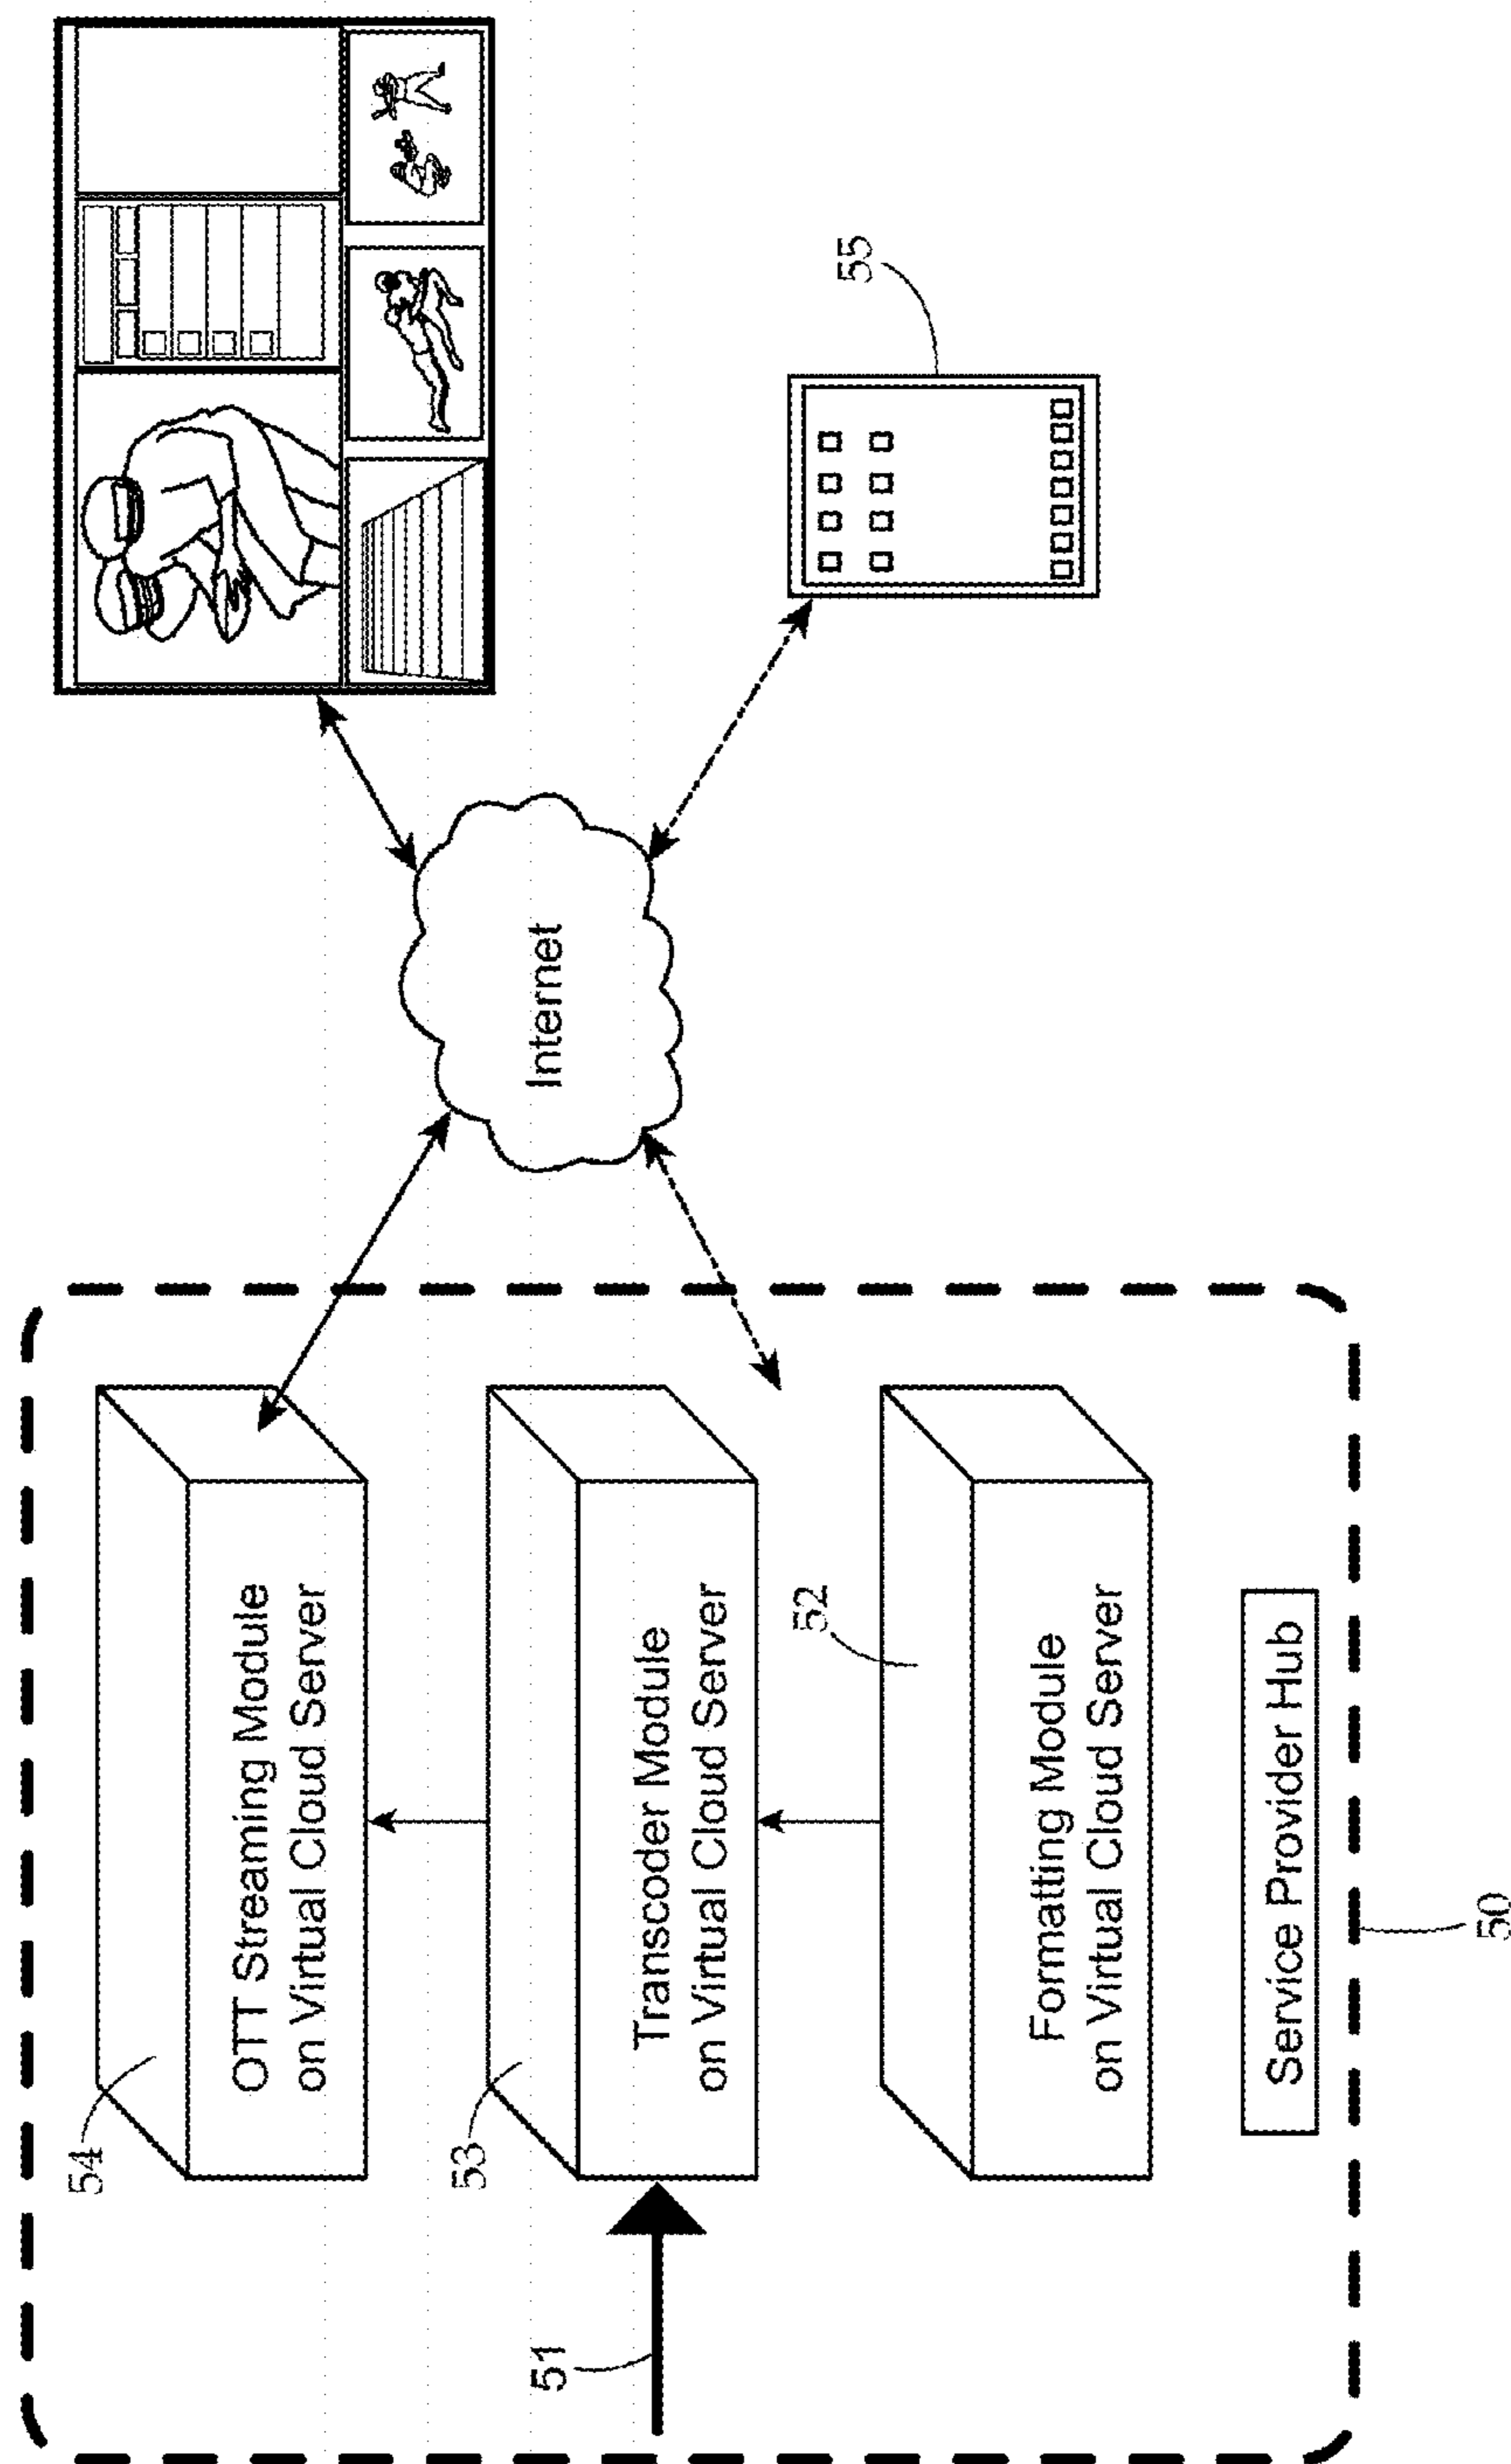 54
OTT Streaming Module
on Virtual Cloud Server
53
Transcoder Module
on Virtual Cloud Server
51
52
Formatting Module
on Virtual Cloud Server
Service Provider Hub
50
Internet
55